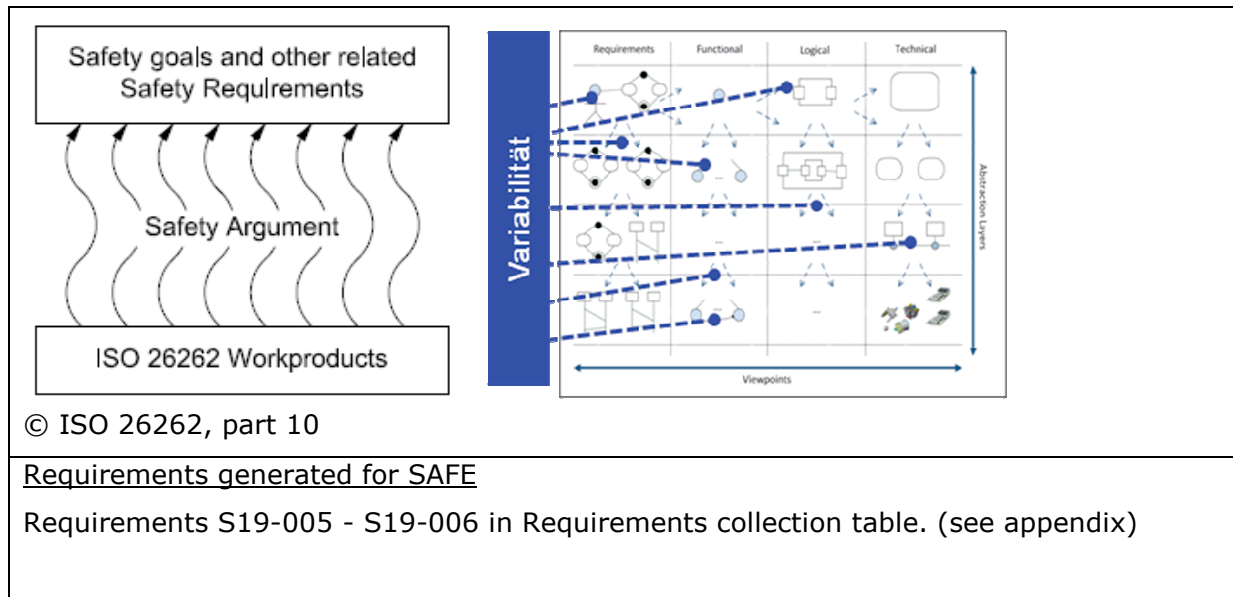 Safety goals and other related
Safety Requirements
Safety Argument
ISO 26262 Workproducts
Variabilität
Requirements Functional Logical Technical
...
... ...
... ...
Abstraction Layers
Viewpoints
© ISO 26262, part 10
Requirements generated for SAFE
Requirements S19-005 - S19-006 in Requirements collection table. (see appendix)